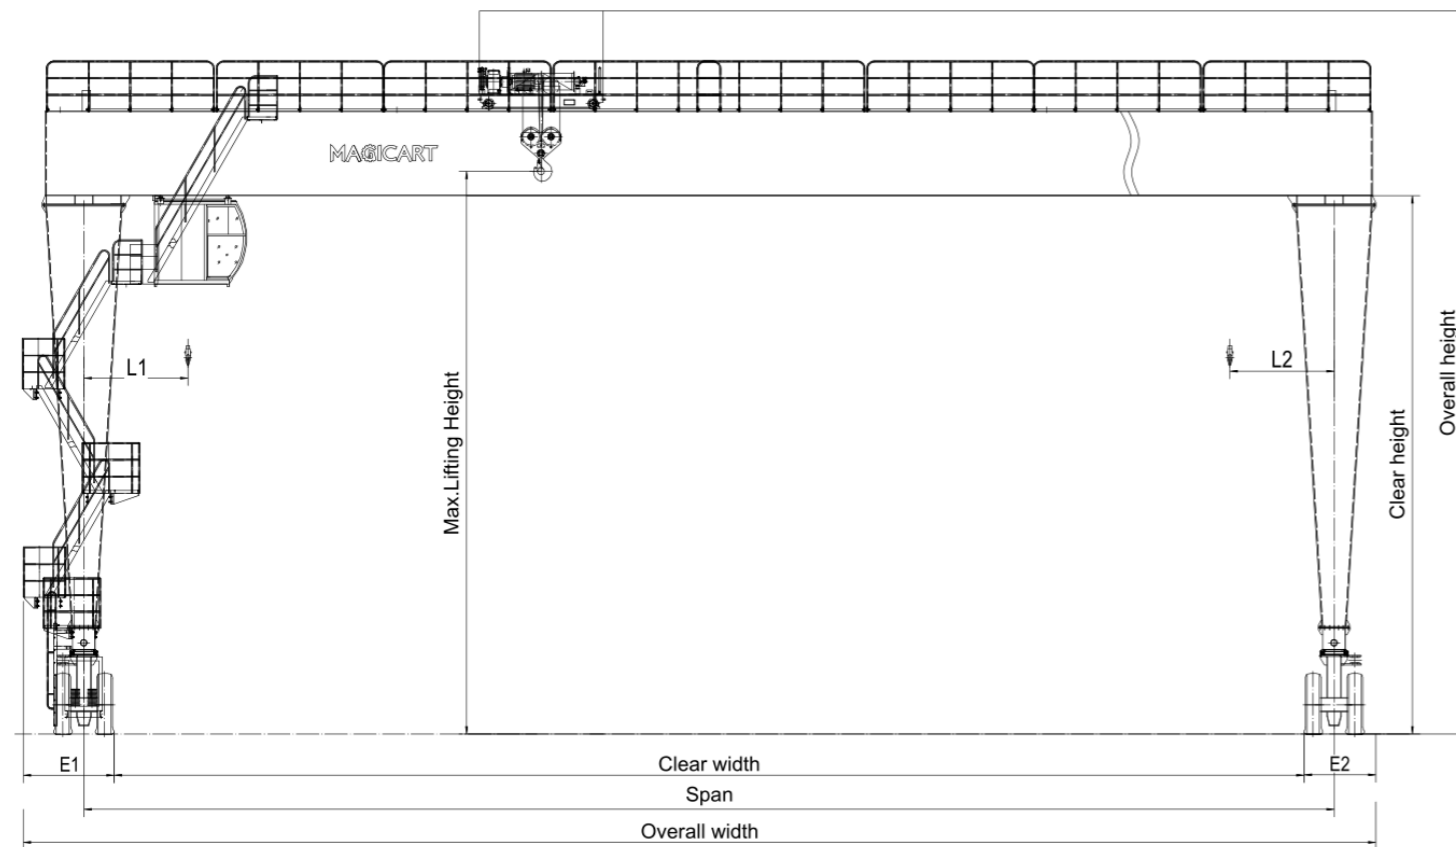 MAGICART
L1
L2
Max.Lifting Height
Clear height
Overall height
E1
Clear width
E2
Span
Overall width